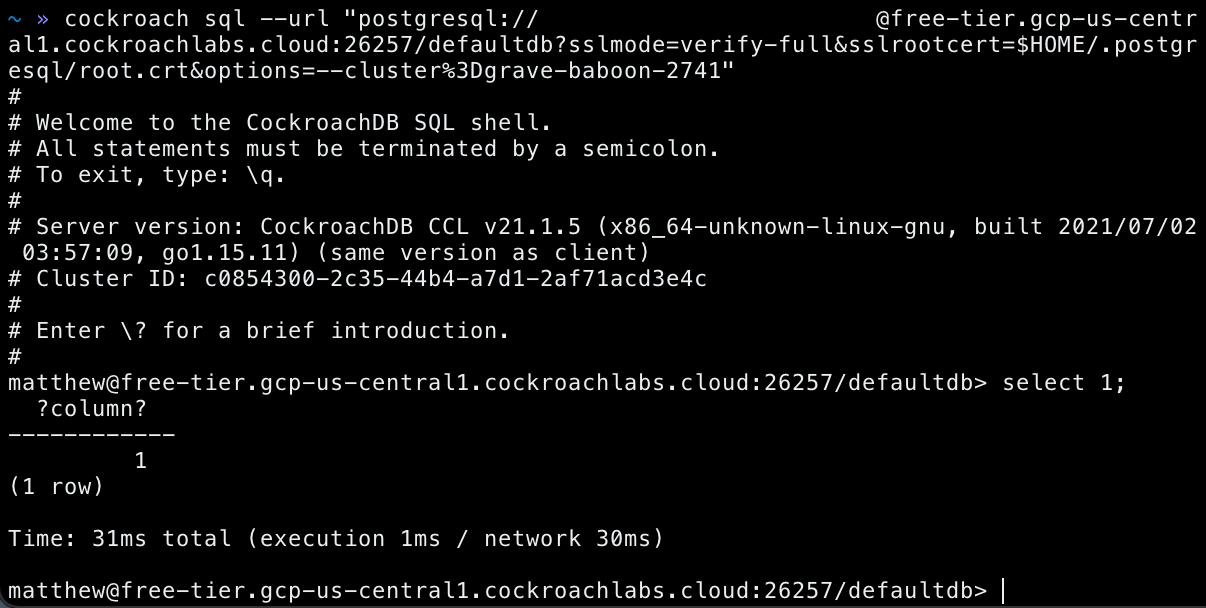 ~ » cockroach sql --url "postgresql://                        @free-tier.gcp-us-centr
al1.cockroachlabs.cloud:26257/defaultdb?sslmode=verify-full&sslrootcert=$HOME/.postgr
esql/root.crt&options=--cluster%3Dgrave-baboon-2741"
#
# Welcome to the CockroachDB SQL shell.
# All statements must be terminated by a semicolon.
# To exit, type: \q.
#
# Server version: CockroachDB CCL v21.1.5 (x86_64-unknown-linux-gnu, built 2021/07/02
 03:57:09, go1.15.11) (same version as client)
# Cluster ID: c0854300-2c35-44b4-a7d1-2af71acd3e4c
#
# Enter \? for a brief introduction.
#
matthew@free-tier.gcp-us-central1.cockroachlabs.cloud:26257/defaultdb> select 1;
  ?column?
------------
         1
(1 row)

Time: 31ms total (execution 1ms / network 30ms)

matthew@free-tier.gcp-us-central1.cockroachlabs.cloud:26257/defaultdb>